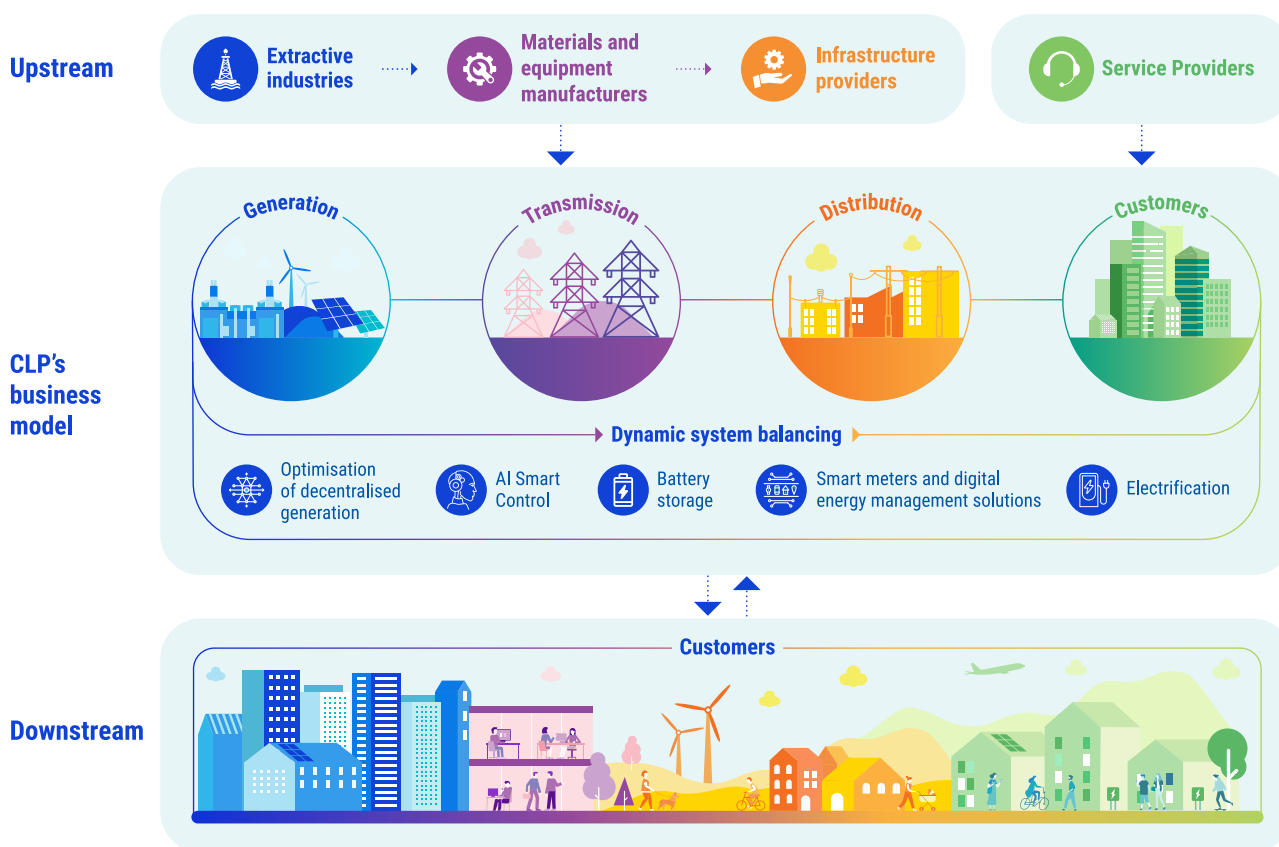 Upstream
Extractive
industries
Materials and
equipment
manufacturers
Infrastructure
providers
Service Providers
CLP's
business
model
Generation
Transmission
Distribution
Customers
Dynamic system balancing
Optimisation
of decentralised
generation
AI Smart
Control
Battery
storage
Smart meters and digital
energy management solutions
Electrification
Downstream
Customers